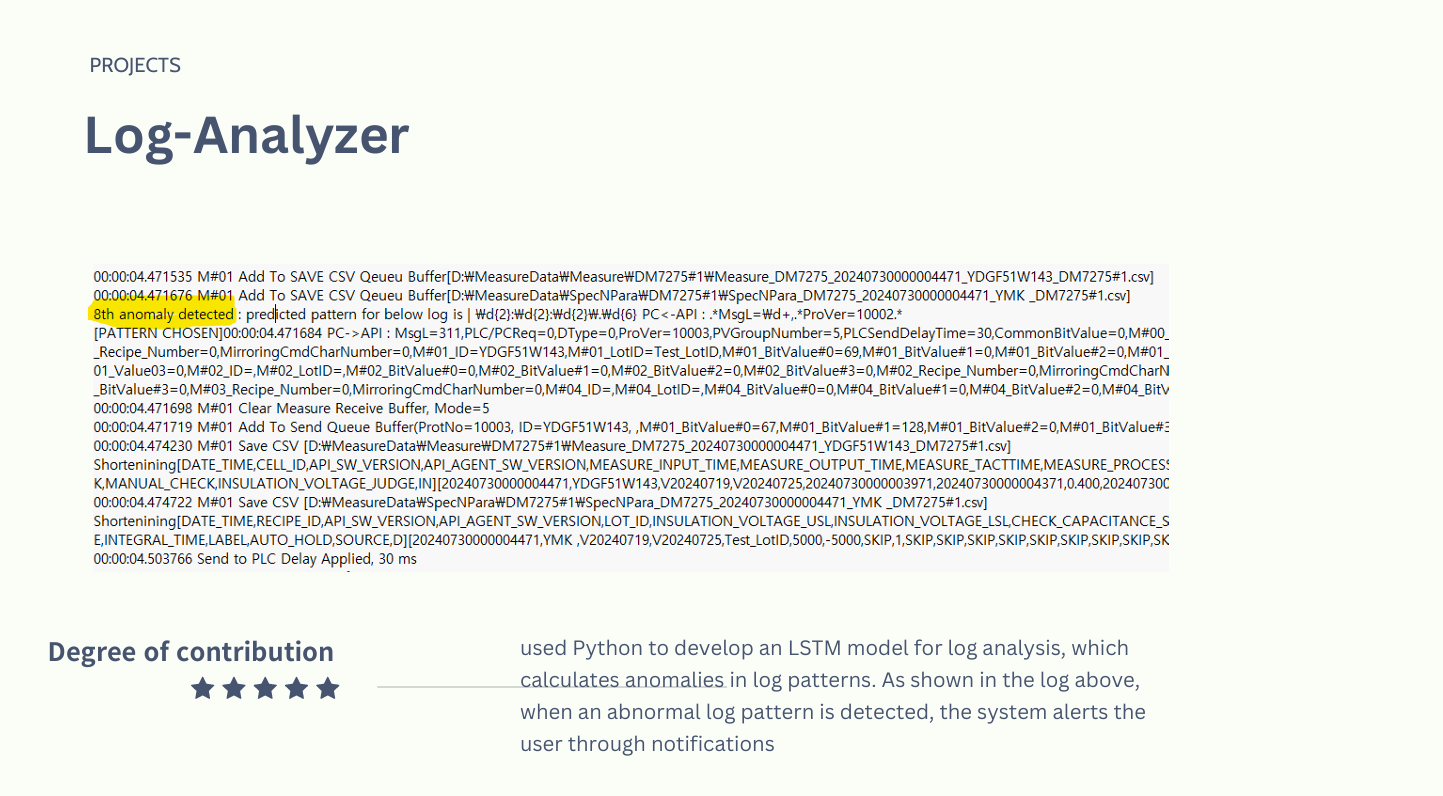 PROJECTS
Log-Analyzer
00:00:04.471535 M#01 Add To SAVE CSV Qeueu Buffer[D:₩MeasureData₩Measure₩DM7275#1₩Measure_DM7275_20240730000004471_YDGF51W143_DM7275#1.csv]
00:00:04.471676 M#01 Add To SAVE CSV Qeueu Buffer[D:₩MeasureData₩SpecNPara₩DM7275#1₩SpecNPara_DM7275_20240730000004471_YMK _DM7275#1.csv]
8th anomaly detected : predicted pattern for below log is | ₩d{2}:₩d{2}:₩d{2}₩.₩d{6} PC<-API : .*MsgL=₩d+,.*ProVer=10002.*
[PATTERN CHOSEN]00:00:04.471684 PC->API : MsgL=311,PLC/PCReq=0,DType=0,ProVer=10003,PVGroupNumber=5,PLCSendDelayTime=30,CommonBitValue=0,M#00_
_Recipe_Number=0,MirroringCmdCharNumber=0,M#01_ID=YDGF51W143,M#01_LotID=Test_LotID,M#01_BitValue#0=69,M#01_BitValue#1=0,M#01_BitValue#2=0,M#01_
01_Value03=0,M#02_ID=,M#02_LotID=,M#02_BitValue#0=0,M#02_BitValue#1=0,M#02_BitValue#2=0,M#02_BitValue#3=0,M#02_Recipe_Number=0,MirroringCmdCharN
_BitValue#3=0,M#03_Recipe_Number=0,MirroringCmdCharNumber=0,M#04_ID=,M#04_LotID=,M#04_BitValue#0=0,M#04_BitValue#1=0,M#04_BitValue#2=0,M#04_BitV
00:00:04.471698 M#01 Clear Measure Receive Buffer, Mode=5
00:00:04.471719 M#01 Add To Send Queue Buffer(ProtNo=10003, ID=YDGF51W143, ,M#01_BitValue#0=67,M#01_BitValue#1=128,M#01_BitValue#2=0,M#01_BitValue#3
00:00:04.474230 M#01 Save CSV [D:₩MeasureData₩Measure₩DM7275#1₩Measure_DM7275_20240730000004471_YDGF51W143_DM7275#1.csv]
Shortenining[DATE_TIME,CELL_ID,API_SW_VERSION,API_AGENT_SW_VERSION,MEASURE_INPUT_TIME,MEASURE_OUTPUT_TIME,MEASURE_TACTTIME,MEASURE_PROCESS
K,MANUAL_CHECK,INSULATION_VOLTAGE_JUDGE,IN][20240730000004471,YDGF51W143,V20240719,V20240725,20240730000003971,20240730000004371,0.400,202407300
00:00:04.474722 M#01 Save CSV [D:₩MeasureData₩SpecNPara₩DM7275#1₩SpecNPara_DM7275_20240730000004471_YMK _DM7275#1.csv]
Shortenining[DATE_TIME,RECIPE_ID,API_SW_VERSION,API_AGENT_SW_VERSION,LOT_ID,INSULATION_VOLTAGE_USL,INSULATION_VOLTAGE_LSL,CHECK_CAPACITANCE_S
E,INTEGRAL_TIME,LABEL,AUTO_HOLD,SOURCE,D][20240730000004471,YMK ,V20240719,V20240725,Test_LotID,5000,-5000,SKIP,1,SKIP,SKIP,SKIP,SKIP,SKIP,SKIP,SKIP,SKIP,SK
00:00:04.503766 Send to PLC Delay Applied, 30 ms
Degree of contribution
used Python to develop an LSTM model for log analysis, which
calculates anomalies in log patterns. As shown in the log above,
when an abnormal log pattern is detected, the system alerts the
user through notifications